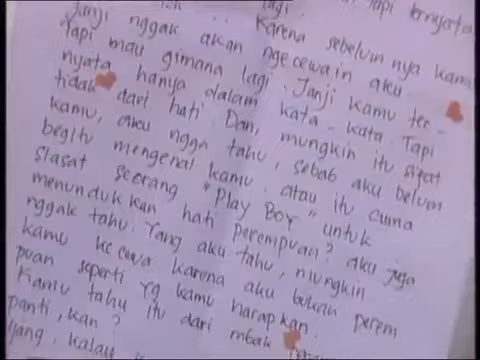 lagi. tapi ternyata
Janji nggak akan ngecewain aku
Karena sebelum nya kamu
Tapi mau gimana lagi. Janji kamu ter-
nyata hanya dalam kata-kata. Tapi
tidak dari hati. Dan, mungkin itu sifat
kamu, aku ngga tahu, sebab aku belum
begitu mengenal kamu. atau itu cuma
siasat seorang "Play Boy" untuk
menundukkan hati perempuan? aku juga
nggak tahu. Yang aku tahu, mungkin
kamu kecewa karena aku bukan perem
puan seperti yg kamu harapkan.
Kamu tahu itu dari mbak
panti, kan?
yang, kalau